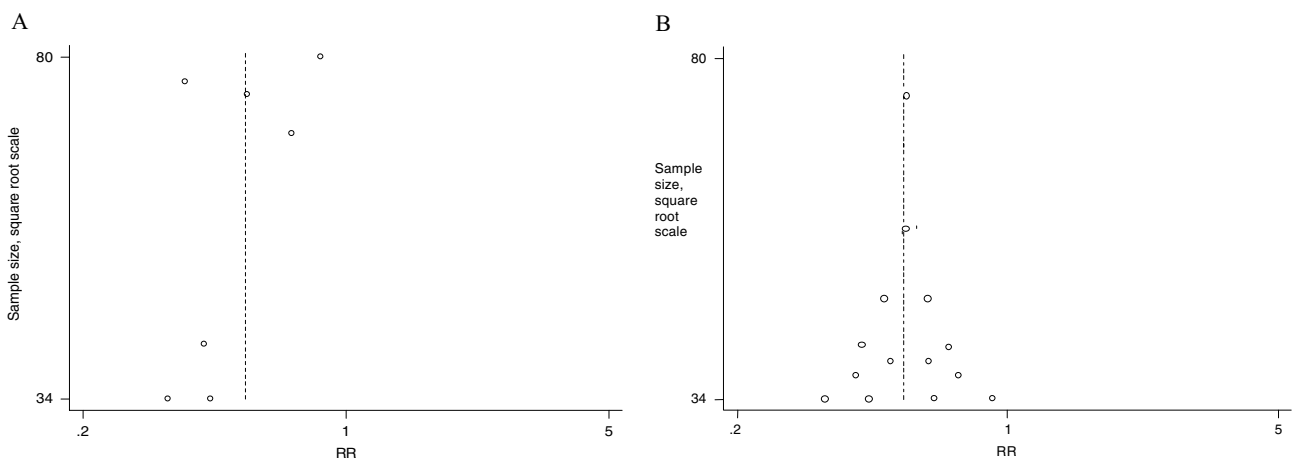 A
80
Sample size, square root scale
34
.2
1
5
RR
B
80
Sample
size,
square
root
scale
34
.2
1
5
RR